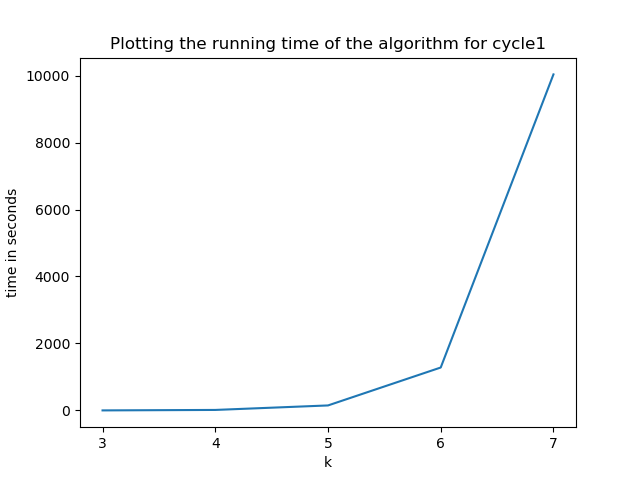 Plotting the running time of the algorithm for cycle1
10000
8000
6000
4000
2000
0
time in seconds
3 4 5 6 7
k